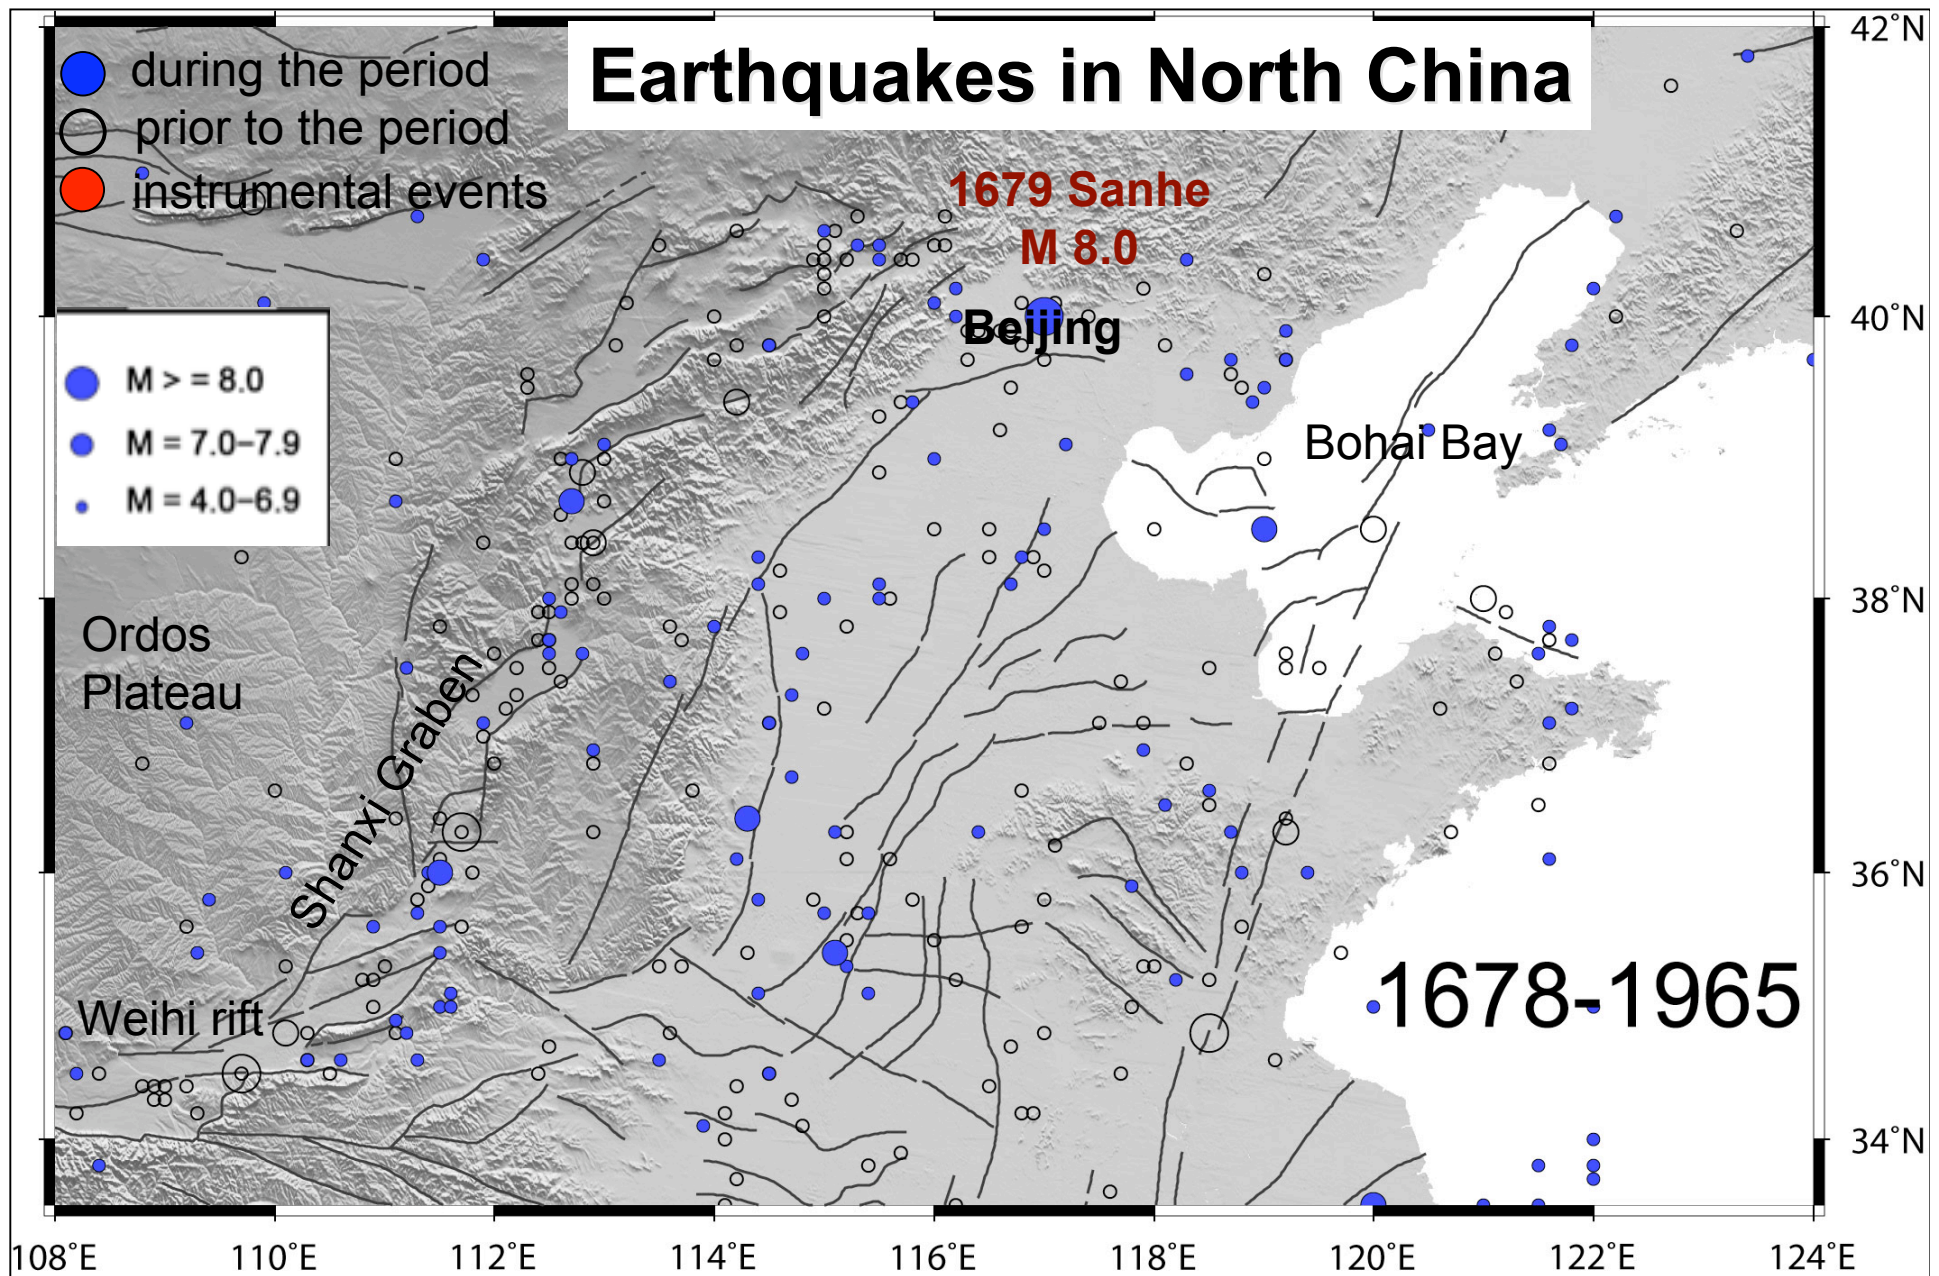 Earthquakes in North China
during the period
prior to the period
instrumental events
1679 Sanhe
M 8.0
Beijing
M > = 8.0
M = 7.0–7.9
M = 4.0–6.9
Bohai Bay
Ordos
Plateau
Shanxi Graben
Weihi rift
1678-1965
42°N
40°N
38°N
36°N
34°N
108°E
110°E
112°E
114°E
116°E
118°E
120°E
122°E
124°E